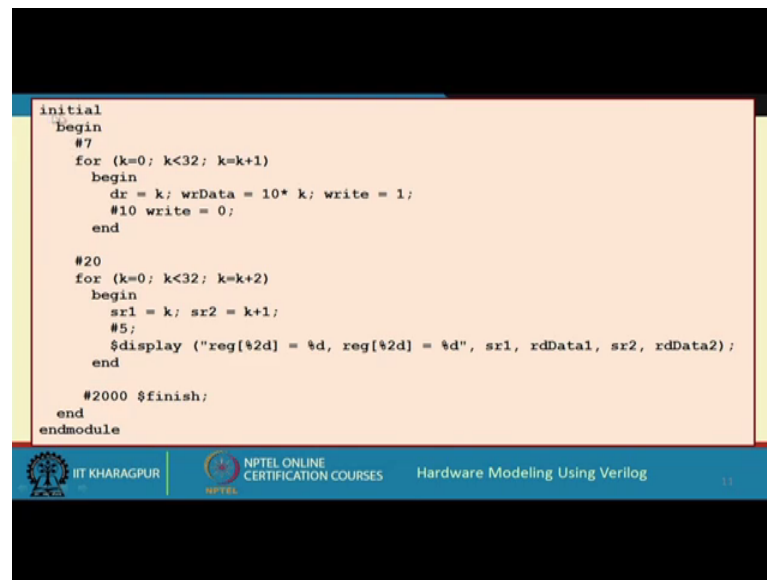 initial
begin
#7
for (k=0; k<32; k=k+1)
begin
dr = k; wrData = 10* k; write = 1;
#10 write = 0;
end
#20
for (k=0; k<32; k=k+2)
begin
sr1 = k; sr2 = k+1;
#5;
$display ("reg[%2d] = %d, reg[%2d] = %d", sr1, rdData1, sr2, rdData2);
end
#2000 $finish;
end
endmodule
IIT KHARAGPUR
NPTEL
NPTEL ONLINE
CERTIFICATION COURSES
Hardware Modeling Using Verilog
11